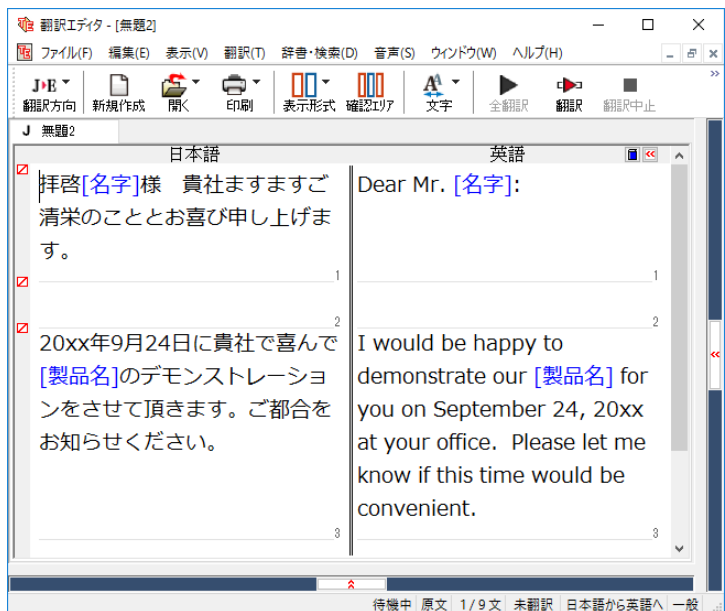 翻訳エディタ - [無題2]
ファイル(F) 編集(E) 表示(V) 翻訳(T) 辞書・検索(D) 音声(S) ウィンドウ(W) ヘルプ(H)
J▸E
翻訳方向 新規作成 開く 印刷 表示形式 確認エリア 文字 全翻訳 翻訳 翻訳中止
J 無題2
日本語 英語
拝啓[名字]様　貴社ますますご
清栄のこととお喜び申し上げま
す。
1
Dear Mr. [名字]:
1
2
2
20xx年9月24日に貴社で喜んで
[製品名]のデモンストレーショ
ンをさせて頂きます。ご都合を
お知らせください。
3
I would be happy to
demonstrate our [製品名] for
you on September 24, 20xx
at your office.  Please let me
know if this time would be
convenient.
3
待機中 原文 1/9文 未翻訳 日本語から英語へ 一般